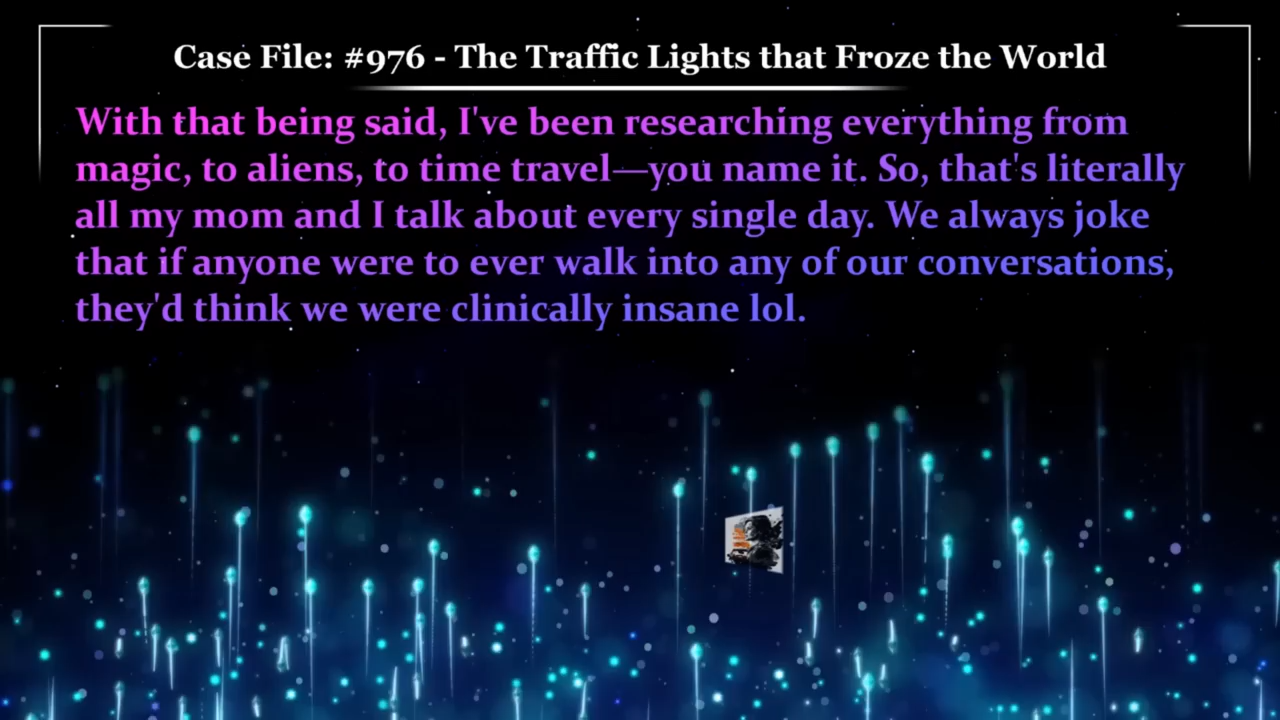 Case File: #976 - The Traffic Lights that Froze the World
With that being said, I've been researching everything from
magic, to aliens, to time travel—you name it. So, that's literally
all my mom and I talk about every single day. We always joke
that if anyone were to ever walk into any of our conversations,
they'd think we were clinically insane lol.